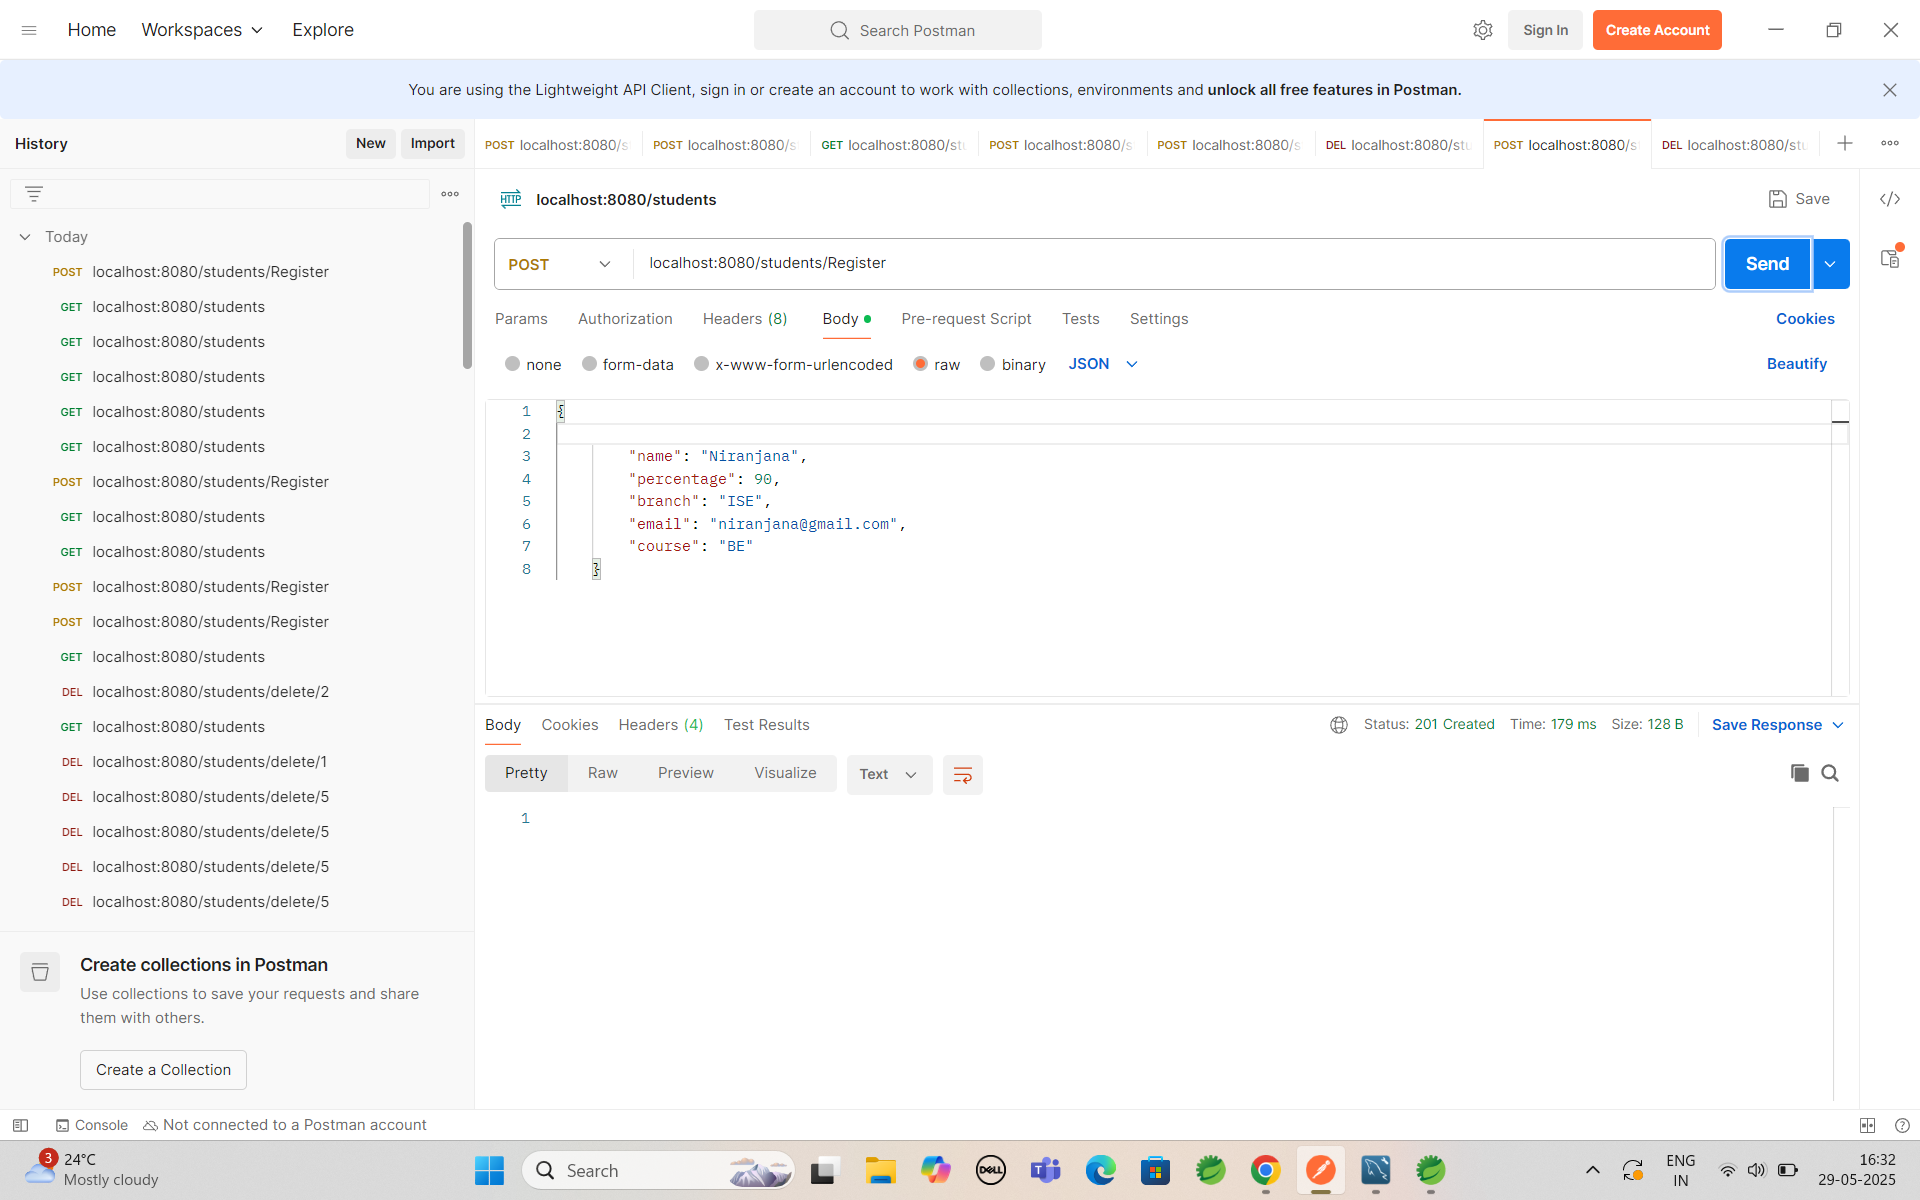 Home
Workspaces
Explore
Search Postman
Sign In
Create Account
You are using the Lightweight API Client, sign in or create an account to work with collections, environments and unlock all free features in Postman.
History
New
Import
POST localhost:8080/s
POST localhost:8080/s
GET localhost:8080/stu
POST localhost:8080/s
POST localhost:8080/s
DEL localhost:8080/stu
POST localhost:8080/s
DEL localhost:8080/stu
Today
POST localhost:8080/students/Register
GET localhost:8080/students
GET localhost:8080/students
GET localhost:8080/students
GET localhost:8080/students
GET localhost:8080/students
POST localhost:8080/students/Register
GET localhost:8080/students
GET localhost:8080/students
POST localhost:8080/students/Register
POST localhost:8080/students/Register
GET localhost:8080/students
DEL localhost:8080/students/delete/2
GET localhost:8080/students
DEL localhost:8080/students/delete/1
DEL localhost:8080/students/delete/5
DEL localhost:8080/students/delete/5
DEL localhost:8080/students/delete/5
DEL localhost:8080/students/delete/5
Create collections in Postman
Use collections to save your requests and share
them with others.
Create a Collection
HTTP localhost:8080/students
Save
POST
localhost:8080/students/Register
Send
Params
Authorization
Headers (8)
Body
Pre-request Script
Tests
Settings
Cookies
none
form-data
x-www-form-urlencoded
raw
binary
JSON
Beautify
1 {
2
3 "name": "Niranjana",
4 "percentage": 90,
5 "branch": "ISE",
6 "email": "niranjana@gmail.com",
7 "course": "BE"
8 }
Body
Cookies
Headers (4)
Test Results
Status: 201 Created
Time: 179 ms
Size: 128 B
Save Response
Pretty
Raw
Preview
Visualize
Text
1
Console
Not connected to a Postman account
3
24°C
Mostly cloudy
Search
DELL
ENG
IN
16:32
29-05-2025